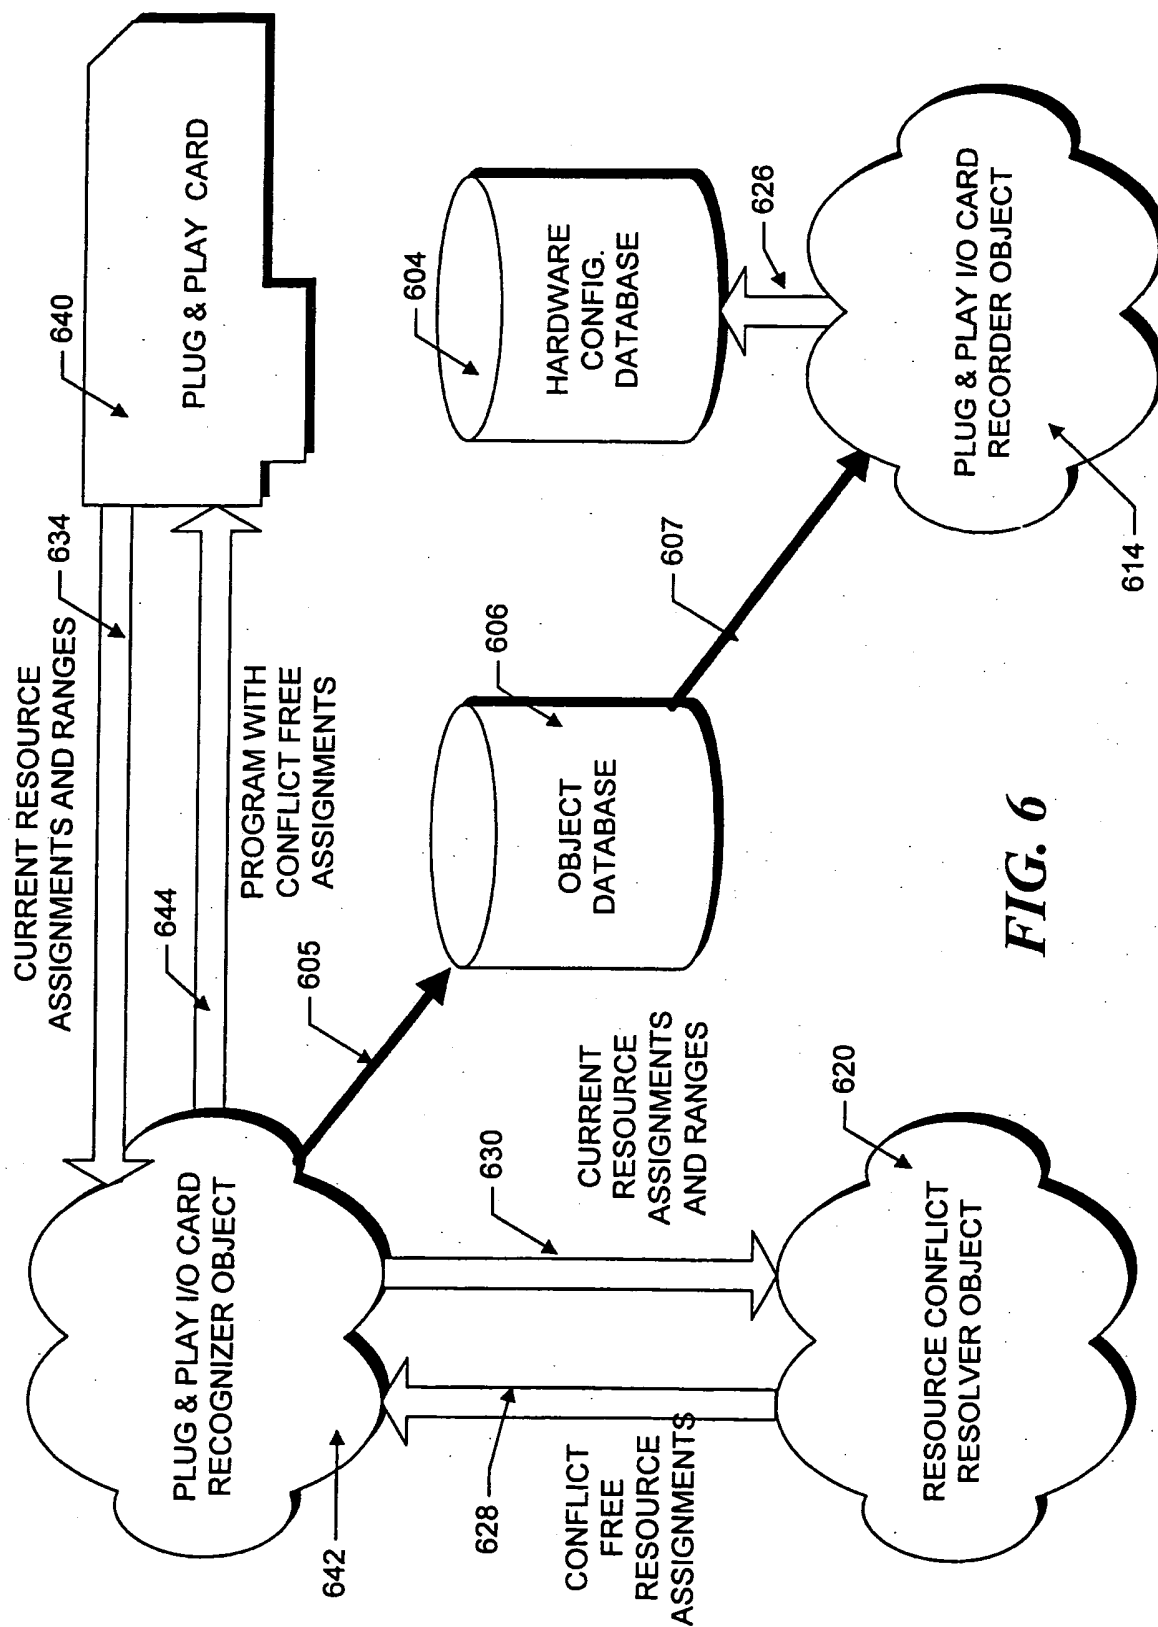 CURRENT RESOURCE
ASSIGNMENTS AND RANGES
634
640
PLUG & PLAY CARD
644
PROGRAM WITH
CONFLICT FREE
ASSIGNMENTS
PLUG & PLAY I/O CARD
RECOGNIZER OBJECT
642
605
606
OBJECT
DATABASE
604
HARDWARE
CONFIG.
DATABASE
607
626
PLUG & PLAY I/O CARD
RECORDER OBJECT
614
CONFLICT
FREE
RESOURCE
ASSIGNMENTS
628
630
CURRENT
RESOURCE
ASSIGNMENTS
AND RANGES
620
RESOURCE CONFLICT
RESOLVER OBJECT
FIG. 6